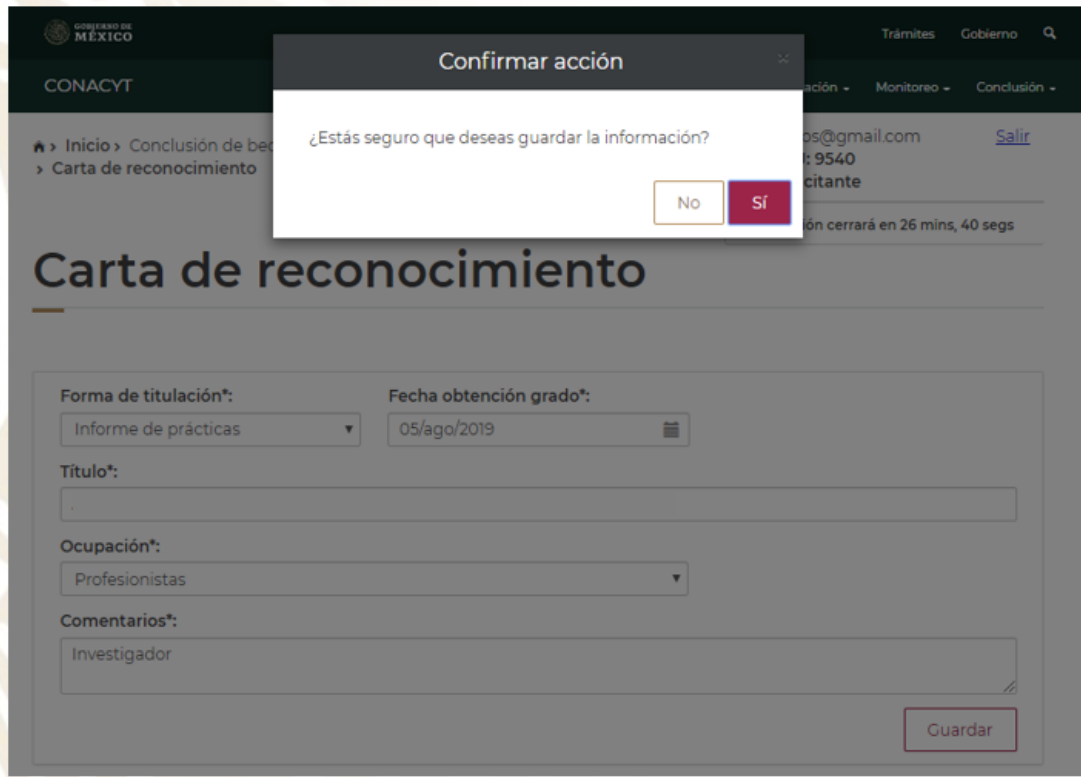 GOBIERNO DE
MÉXICO
Trámites Gobierno
Confirmar acción ×
CONACYT
ación Monitoreo Conclusión
¿Estás seguro que deseas guardar la información?
Inicio > Conclusión de bec
os@gmail.com Salir
> Carta de reconocimiento
: 9540
citante
No Sí
ión cerrará en 26 mins, 40 segs
Carta de reconocimiento
Forma de titulación*: Fecha obtención grado*:
Informe de prácticas 05/ago/2019
Título*:
.
Ocupación*:
Profesionistas
Comentarios*:
Investigador
Guardar